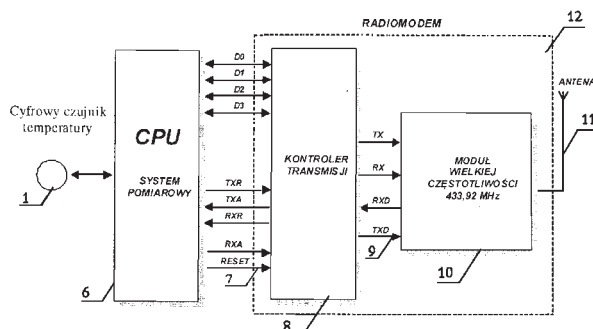 RADIOMODEM
12
D0
D1
D2
D3
ANTENA
11
Cyfrowy czujnik
temperatury
1
CPU
SYSTEM
POMIAROWY
6
KONTROLER
TRANSMISJI
8
TX
RX
RXD
TXD
9
MODUŁ
WIELKIEJ
CZĘSTOTLIWOŚCI
433,92 MHz
10
TXR
TXA
RXR
RXA
RESET
7